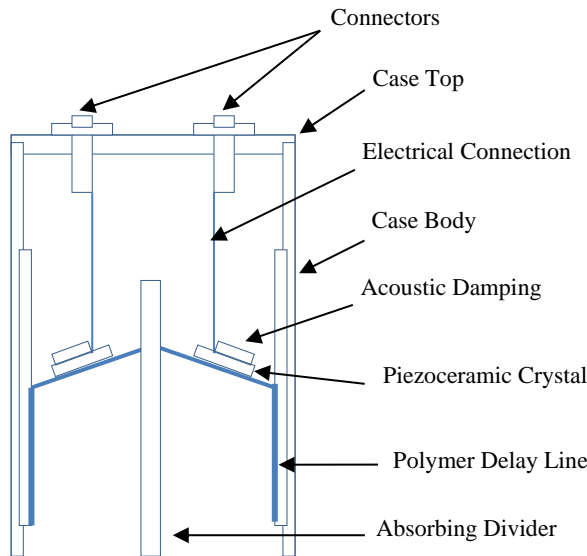 Connectors
Case Top
Electrical Connection
Case Body
Acoustic Damping
Piezoceramic Crystal
Polymer Delay Line
Absorbing Divider